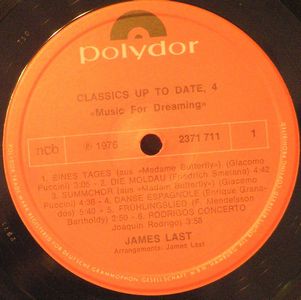 polydor
CLASSICS UP TO DATE, 4
«Music For Dreaming»
ncb
℗ 1976
2371 711
1
1. EINES TAGES (aus «Madame Butterfly») (Giacomo
Puccini) 3:05 - 2. DIE MOLDAU (Friedrich Smetana) 4:42
3. SUMMCHOR (aus «Madame Butterfly») (Giacomo
Puccini) 4:38 - 4. DANSE ESPAGNOLE (Enrique Grana-
dos) 5:40 - 5. FRÜHLINGSLIED (F. Mendelssohn
Bartholdy) 2:50 - 6. RODRIGOS CONCERTO
Joaquin Rodrigo) 3:
JAMES LAST
Arrangements: James Last